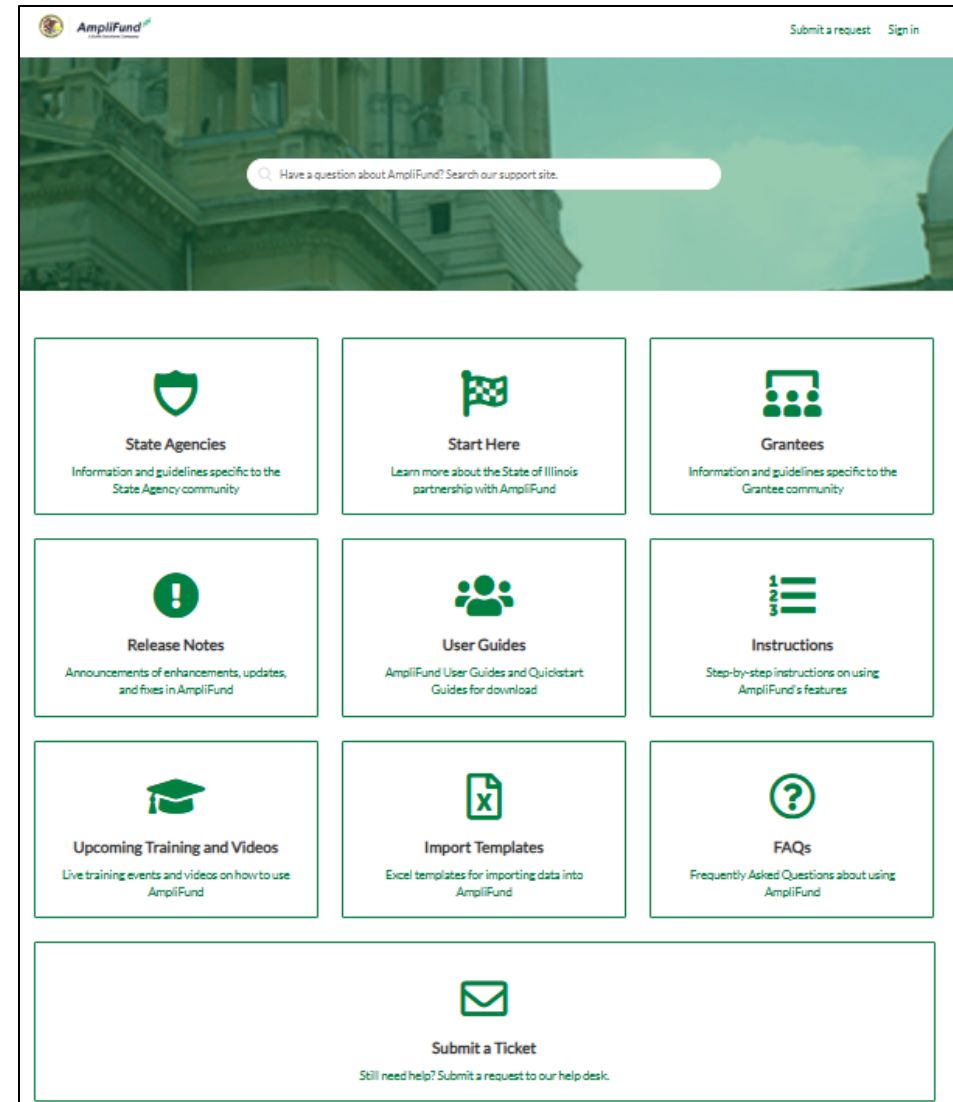 AmpliFund
Submit a request Sign in
Have a question about AmpliFund? Search our support site.
State Agencies
Information and guidelines specific to the
State Agency community
Start Here
Learn more about the State of Illinois
partnership with AmpliFund
Grantees
Information and guidelines specific to the
Grantee community
Release Notes
Announcements of enhancements, updates,
and fixes in AmpliFund
User Guides
AmpliFund User Guides and Quickstart
Guides for download
1
2
3
Instructions
Step-by-step instructions on using
AmpliFund's features
Upcoming Training and Videos
Live training events and videos on how to use
AmpliFund
X
Import Templates
Excel templates for importing data into
AmpliFund
FAQs
Frequently Asked Questions about using
AmpliFund
Submit a Ticket
Still need help? Submit a request to our help desk.